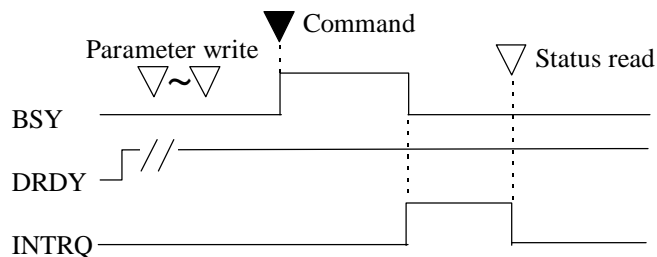 Command
Parameter write
Status read
~
BSY
DRDY
INTRQ